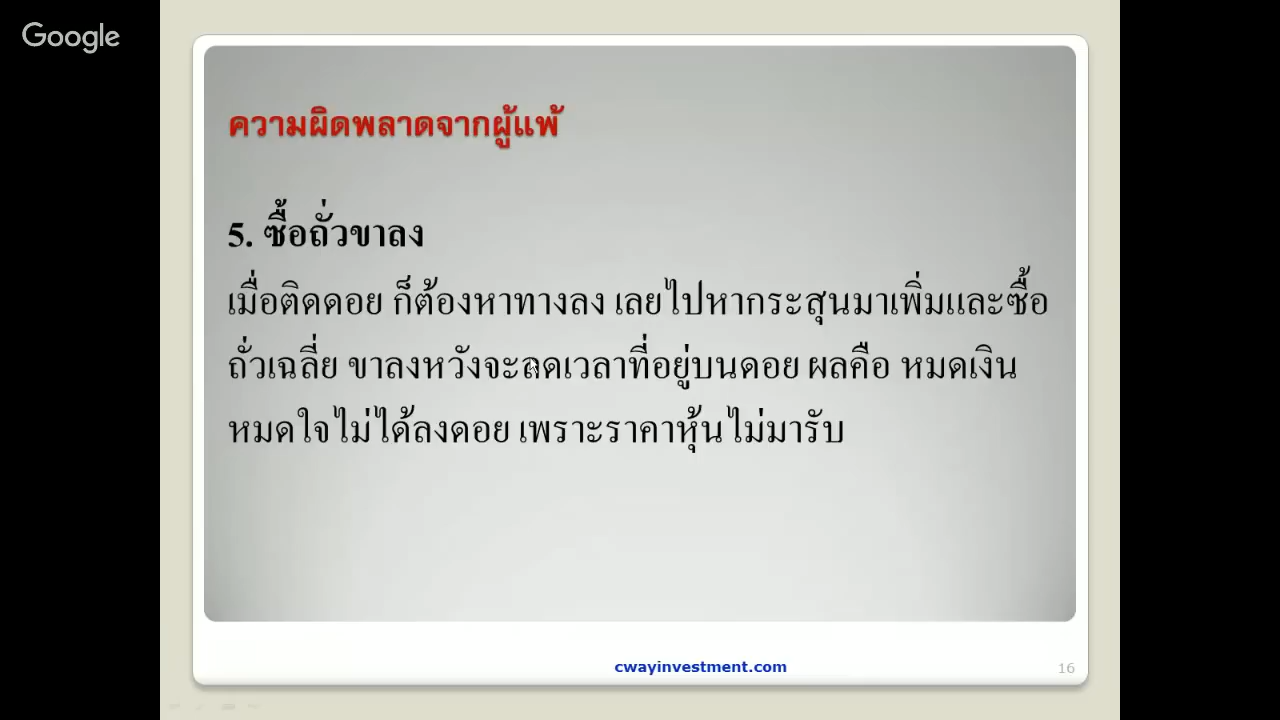 Google
ความผิดพลาดจากผู้แพ้
5. ซื้อถั่วขาลง
เมื่อติดดอย ก็ต้องหาทางลง เลยไปหากระสุนมาเพิ่มและซื้อ
ถั่วเฉลี่ย ขาลงหวังจะลดเวลาที่อยู่บนดอย ผลคือ หมดเงิน
หมดใจไม่ได้ลงดอย เพราะราคาหุ้นไม่มารับ
cwayinvestment.com
16